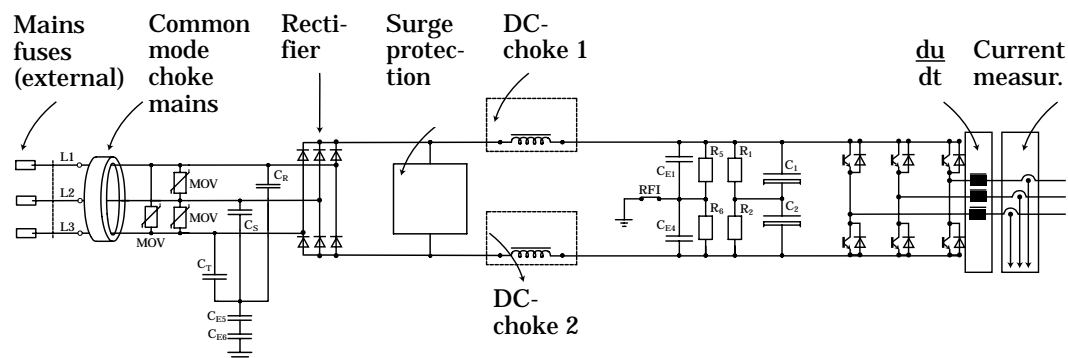 Mains
fuses
(external)
Common
mode
choke
mains
Recti-
fier
Surge
protec-
tion
DC-
choke 1
du
dt
Current
measur.
L1
L2
L3
MOV
MOV
MOV
CR
CS
CT
CE5
CE6
RFI
CE1
CE4
R5
R6
R1
R2
C1
C2
DC-
choke 2